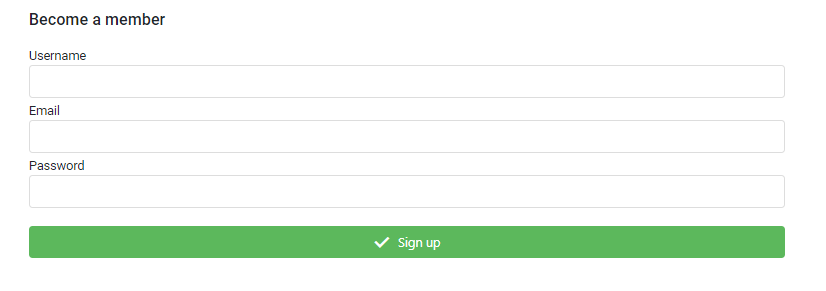 Become a member
Username
Email
Password
Sign up